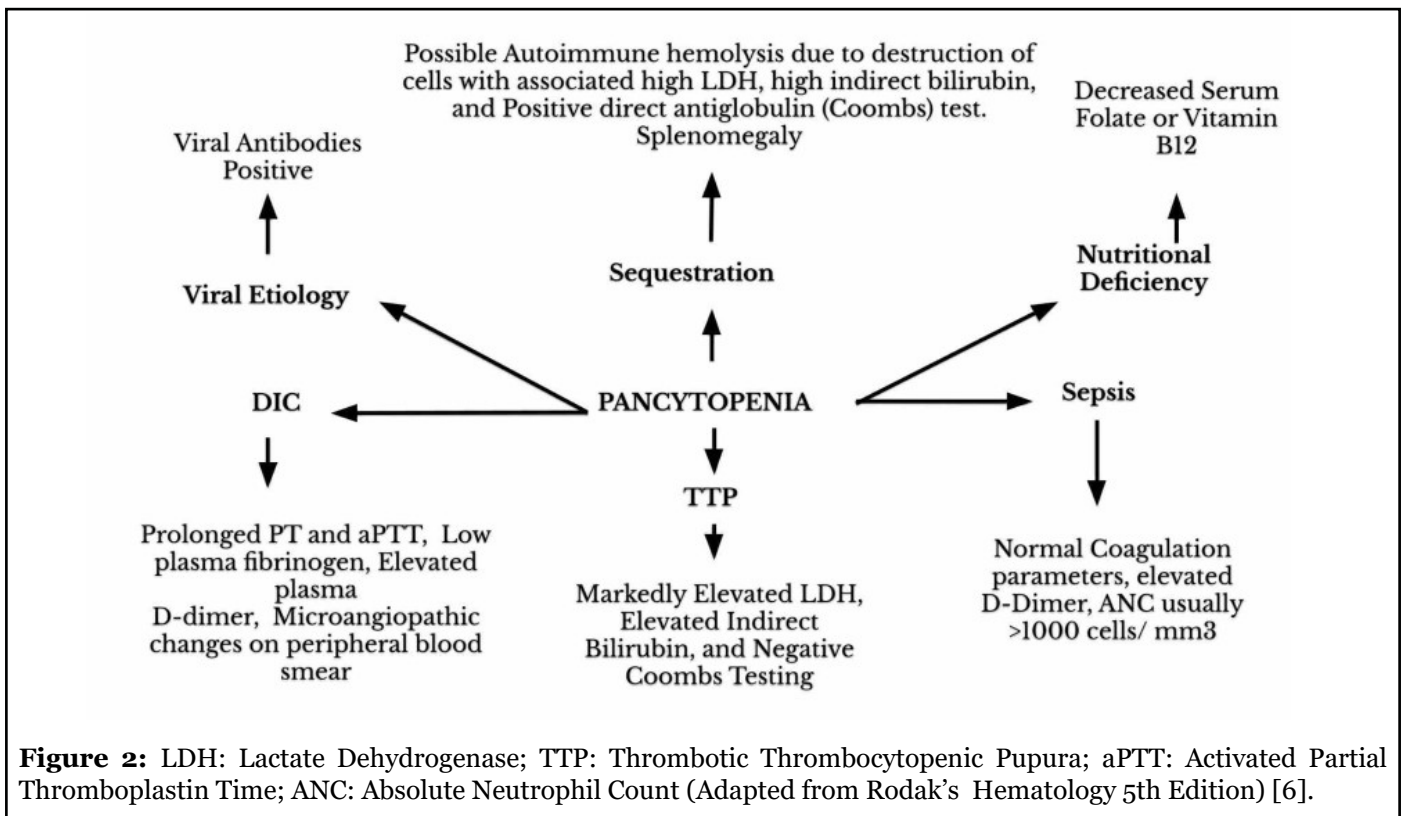 Possible Autoimmune hemolysis due to destruction of
cells with associated high LDH, high indirect bilirubin,
and Positive direct antiglobulin (Coombs) test.
Splenomegaly
Viral Antibodies
Positive
Decreased Serum
Folate or Vitamin
B12
Viral Etiology
Sequestration
Nutritional
Deficiency
DIC
PANCYTOPENIA
Sepsis
TTP
Prolonged PT and aPTT, Low
plasma fibrinogen, Elevated
plasma
D-dimer, Microangiopathic
changes on peripheral blood
smear
Markedly Elevated LDH,
Elevated Indirect
Bilirubin, and Negative
Coombs Testing
Normal Coagulation
parameters, elevated
D-Dimer, ANC usually
>1000 cells/ mm3
Figure 2: LDH: Lactate Dehydrogenase; TTP: Thrombotic Thrombocytopenic Pupura; aPTT: Activated Partial
Thromboplastin Time; ANC: Absolute Neutrophil Count (Adapted from Rodak's Hematology 5th Edition) [6].